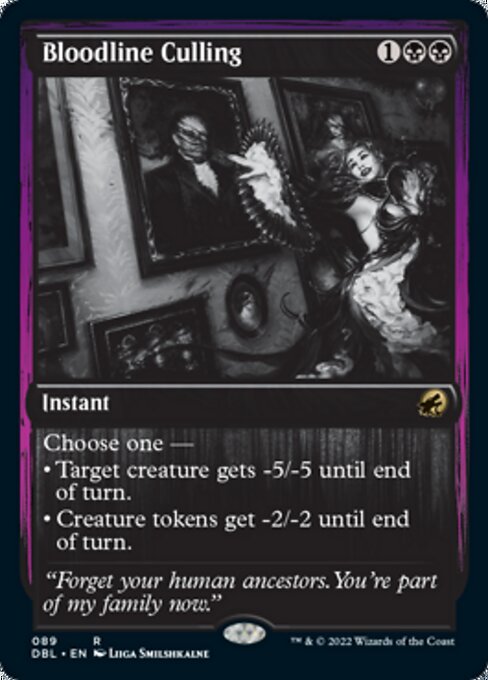 Bloodline Culling 1
Instant
Choose one —
• Target creature gets -5/-5 until end
of turn.
• Creature tokens get -2/-2 until end
of turn.
“Forget your human ancestors. You’re part
of my family now.”
089 R
DBL • EN Liiga Smilshkalne
™ & © 2022 Wizards of the Coast